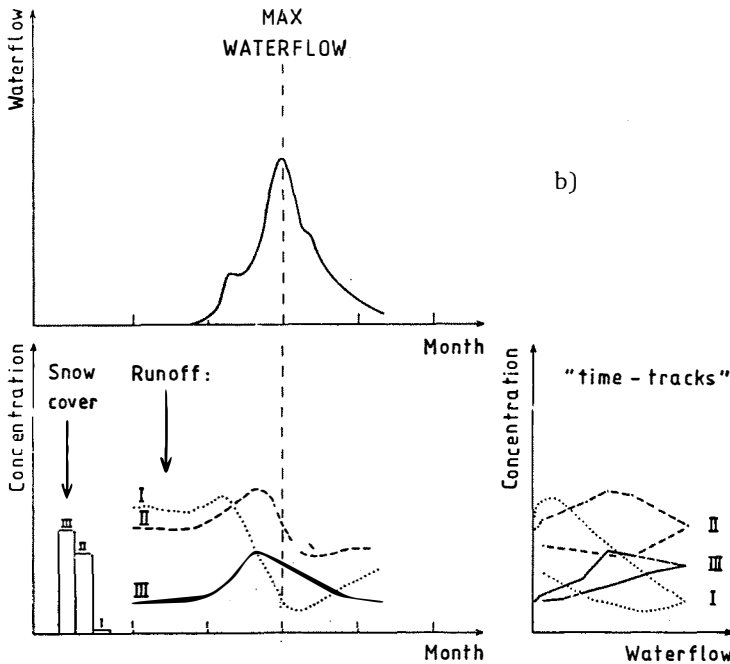 MAX
WATERFLOW
Waterflow
b)
Month
Concentration
Snow
cover
Runoff:
III
II
I
I
II
III
Month
Concentration
"time-tracks"
II
III
I
Waterflow